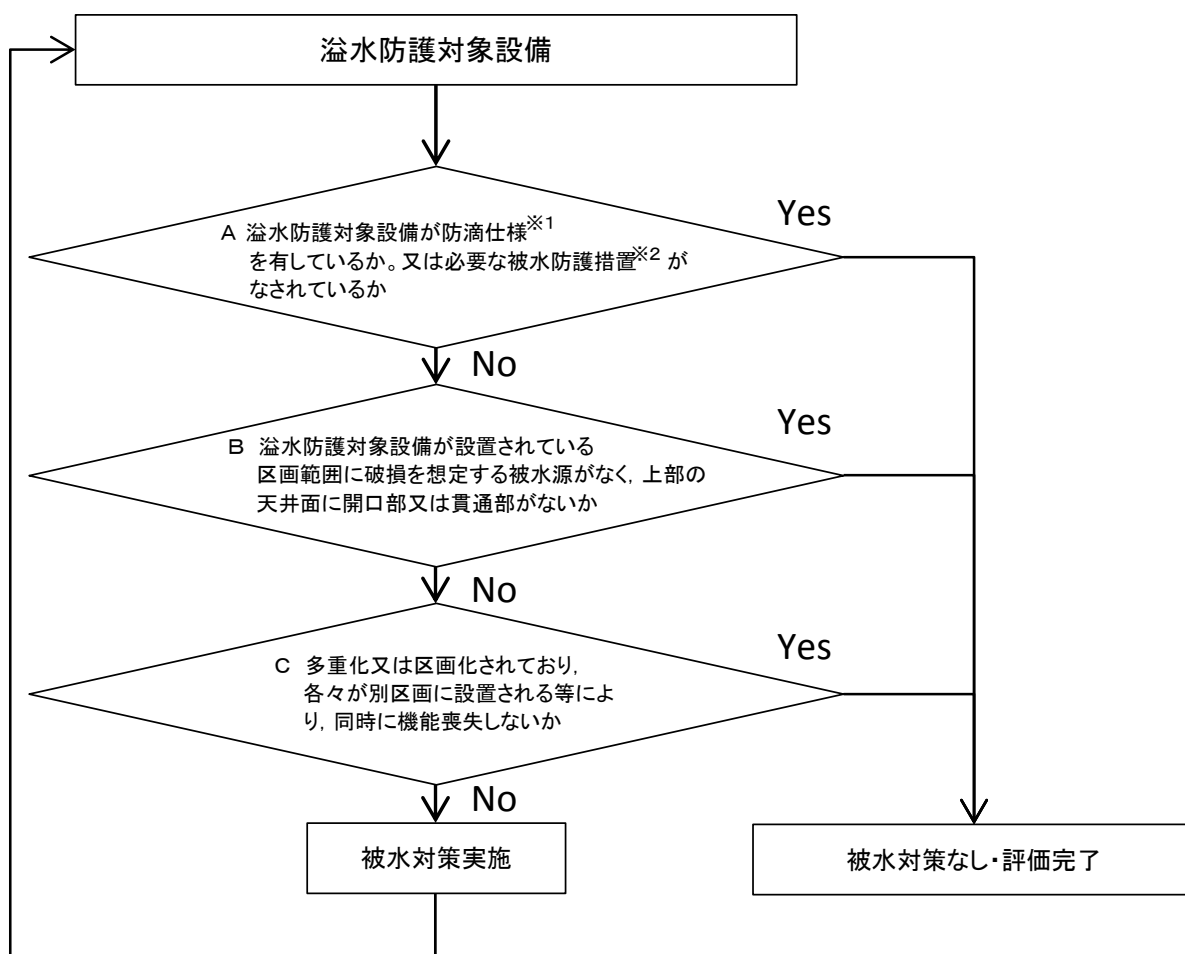 溢水防護対象設備
Yes
A 溢水防護対象設備が防滴仕様※1
を有しているか。又は必要な被水防護措置※2 が
なされているか
No
Yes
B 溢水防護対象設備が設置されている
区画範囲に破損を想定する被水源がなく, 上部の
天井面に開口部又は貫通部がないか
No
Yes
C 多重化又は区画化されており,
各々が別区画に設置される等によ
り, 同時に機能喪失しないか
No
被水対策実施
被水対策なし・評価完了